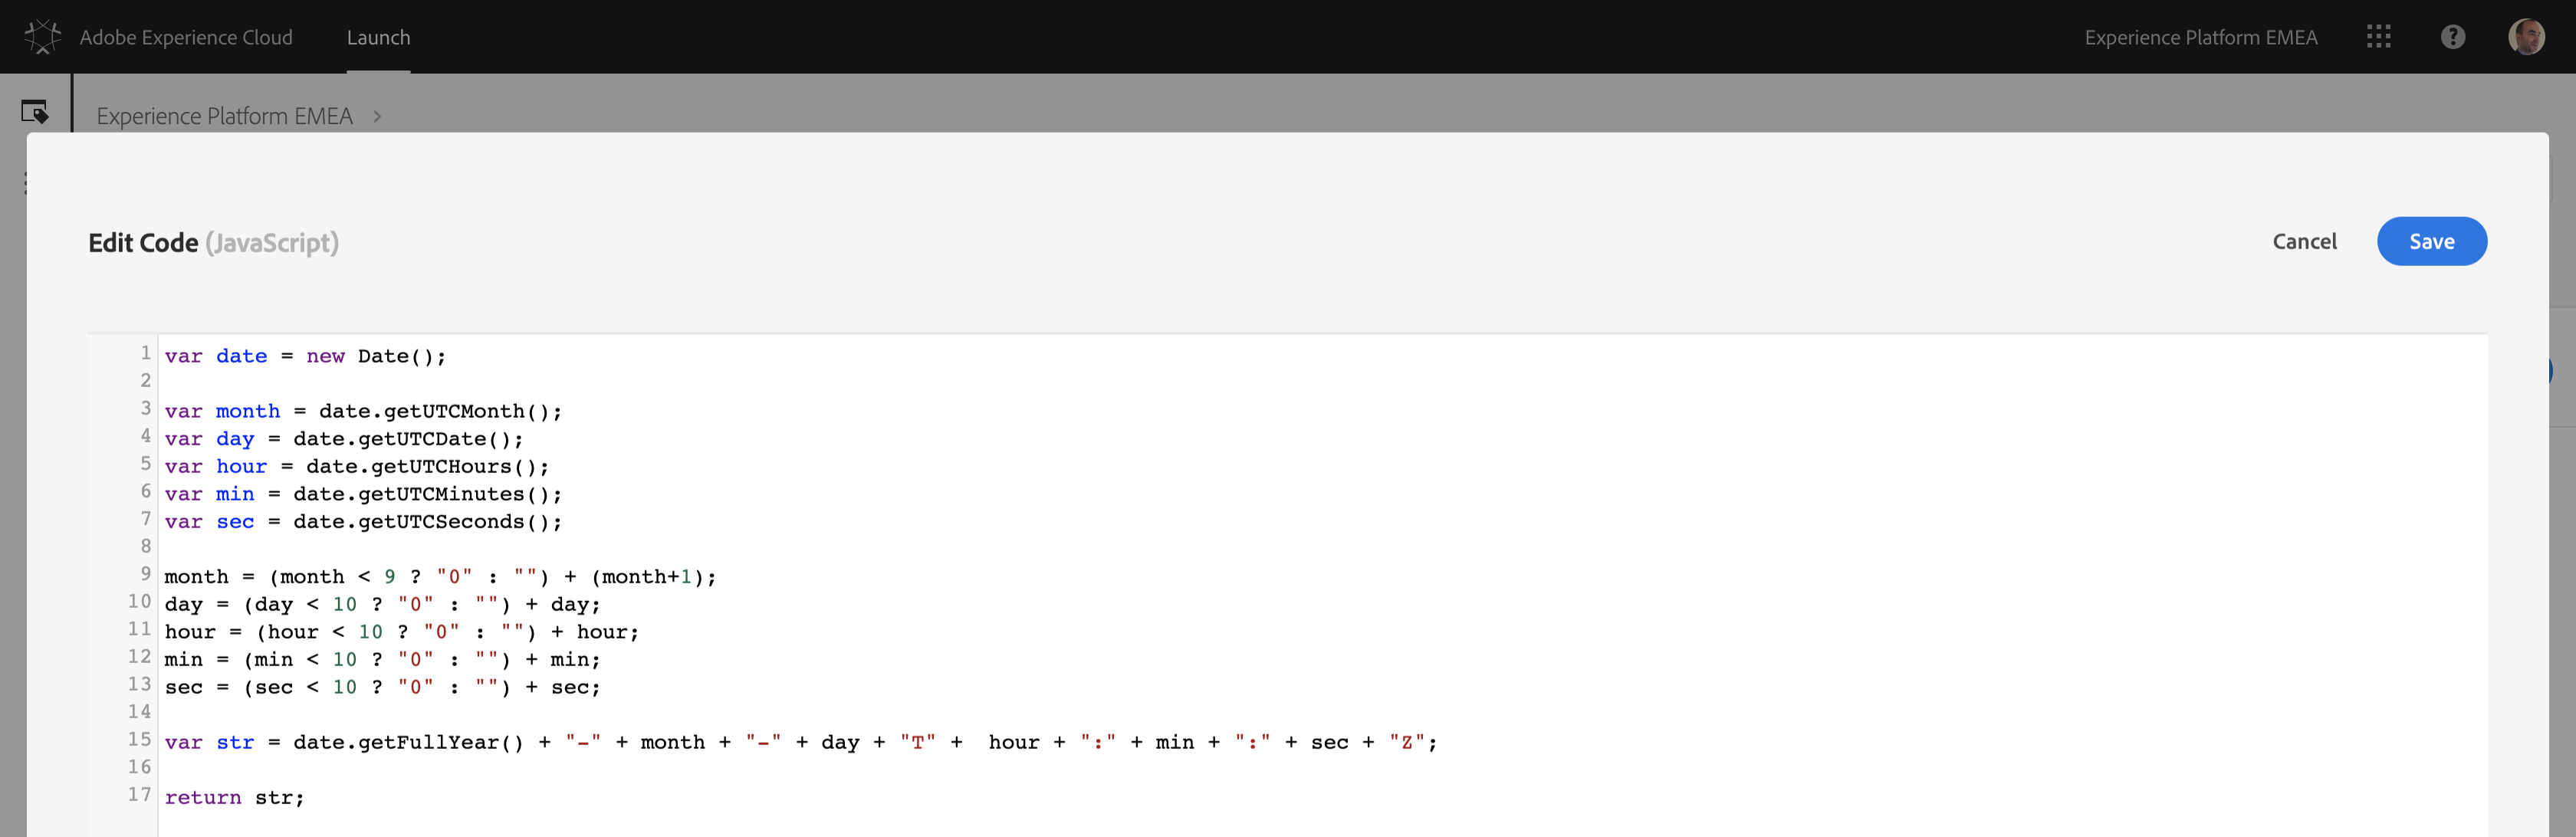 Adobe Experience Cloud Launch Experience Platform EMEA ?
Experience Platform EMEA >
Edit Code (JavaScript) Cancel Save
1 var date = new Date();
2
3 var month = date.getUTCMonth();
4 var day = date.getUTCDate();
5 var hour = date.getUTCHours();
6 var min = date.getUTCMinutes();
7 var sec = date.getUTCSeconds();
8
9 month = (month < 9 ? "0" : "") + (month+1);
10 day = (day < 10 ? "0" : "") + day;
11 hour = (hour < 10 ? "0" : "") + hour;
12 min = (min < 10 ? "0" : "") + min;
13 sec = (sec < 10 ? "0" : "") + sec;
14
15 var str = date.getFullYear() + "-" + month + "-" + day + "T" +  hour + ":" + min + ":" + sec + "Z";
16
17 return str;